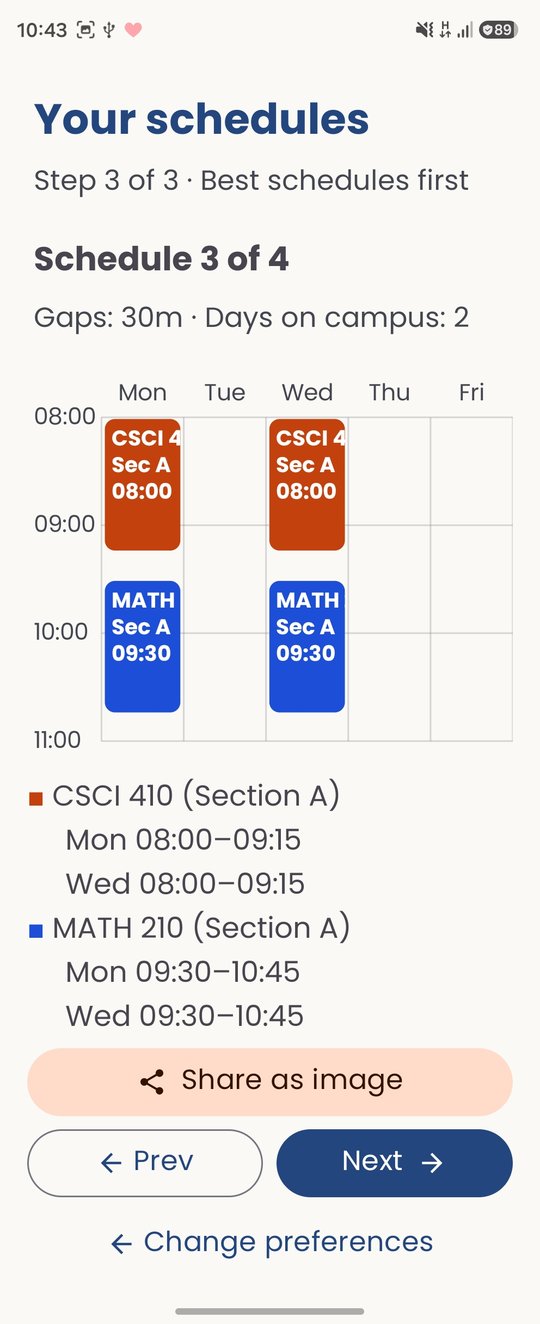 10:43
H
89
Your schedules
Step 3 of 3 · Best schedules first
Schedule 3 of 4
Gaps: 30m · Days on campus: 2
Mon Tue Wed Thu Fri
08:00
CSCI 4 CSCI 4
Sec A Sec A
08:00 08:00
09:00
MATH MATH
10:00 Sec A Sec A
09:30 09:30
11:00
CSCI 410 (Section A)
Mon 08:00–09:15
Wed 08:00–09:15
MATH 210 (Section A)
Mon 09:30–10:45
Wed 09:30–10:45
Share as image
← Prev Next →
← Change preferences